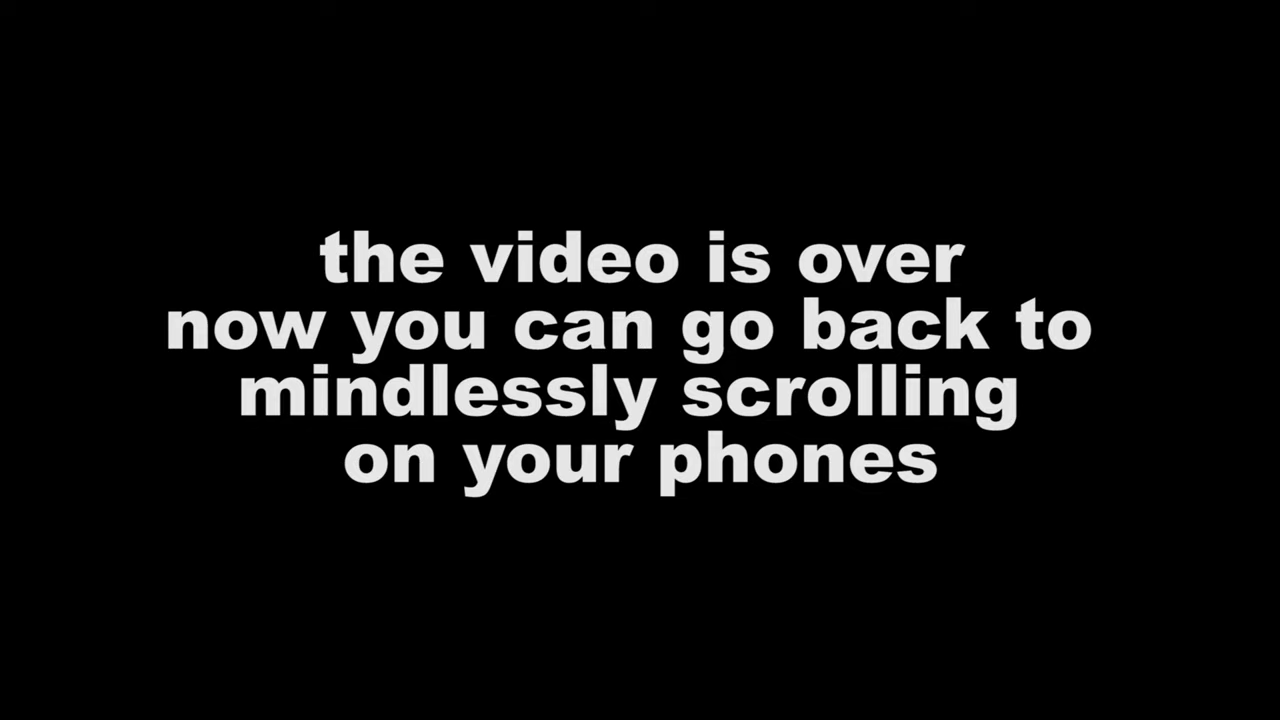 the video is over
now you can go back to
mindlessly scrolling
on your phones